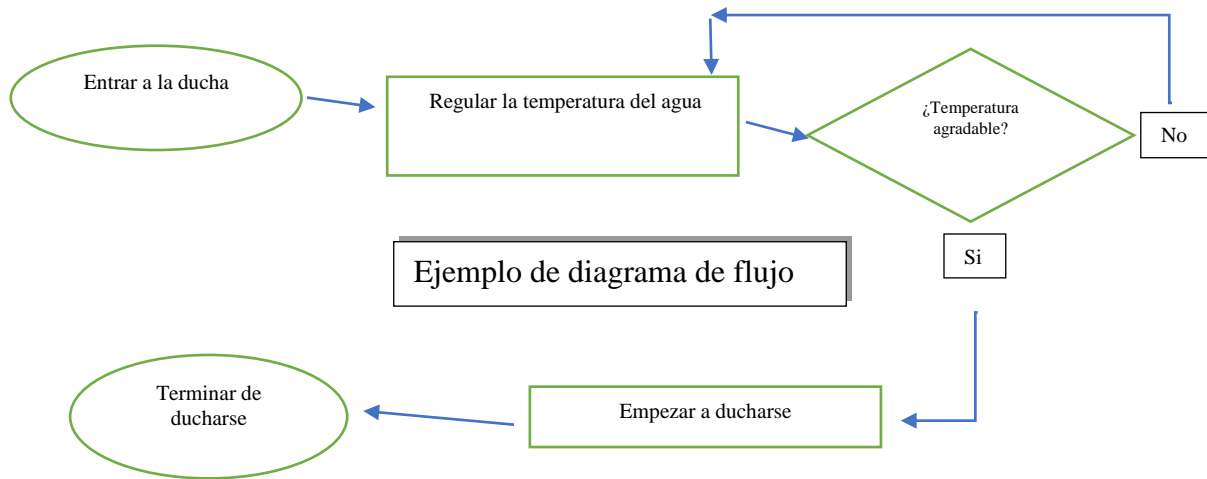 Entrar a la ducha
Regular la temperatura del agua
¿Temperatura
agradable?
No
Si
Ejemplo de diagrama de flujo
Empezar a ducharse
Terminar de
ducharse